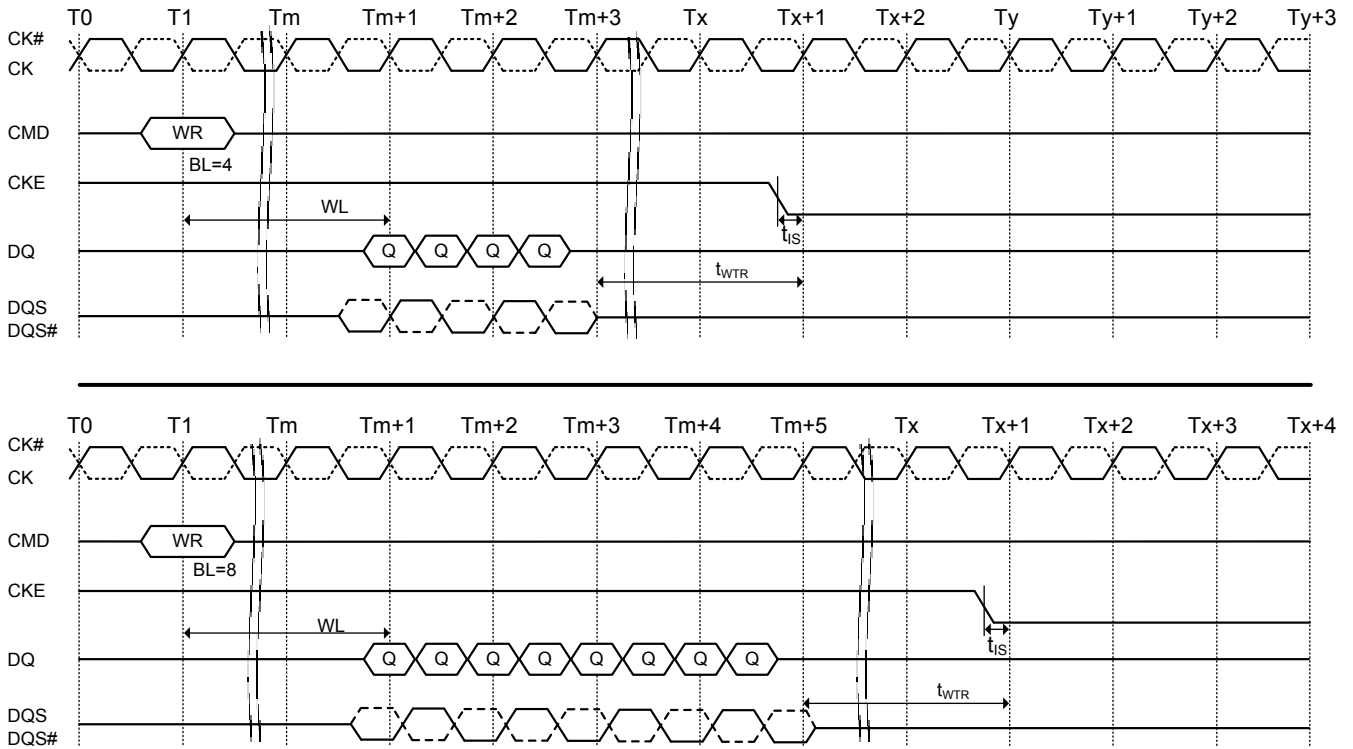 T0 T1 Tm Tm+1 Tm+2 Tm+3 Tx Tx+1 Tx+2 Ty Ty+1 Ty+2 Ty+3
CK#
CK
CMD WR
BL=4
CKE
WL
tIS
DQ Q Q Q Q
tWTR
DQS
DQS#
T0 T1 Tm Tm+1 Tm+2 Tm+3 Tm+4 Tm+5 Tx Tx+1 Tx+2 Tx+3 Tx+4
CK#
CK
CMD WR
BL=8
CKE
WL
tIS
DQ Q Q Q Q Q Q Q Q
tWTR
DQS
DQS#